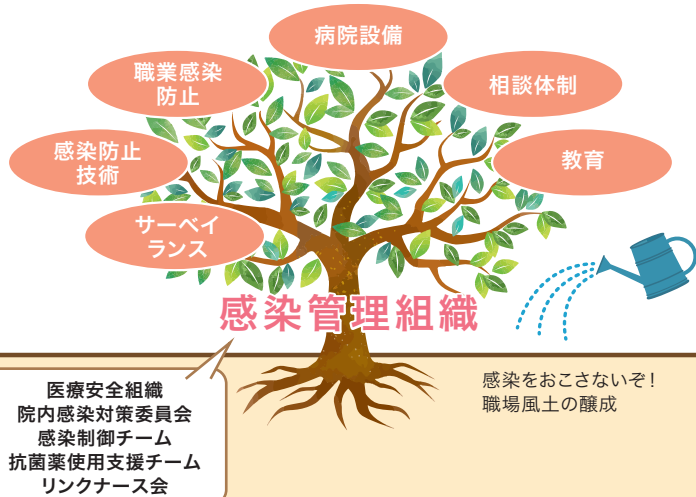 病院設備
職業感染
防止
相談体制
感染防止
技術
教育
サーベイ
ランス
感染管理組織
医療安全組織
院内感染対策委員会
感染制御チーム
抗菌薬使用支援チーム
リンクナース会
感染をおこさないぞ！
職場風土の醸成